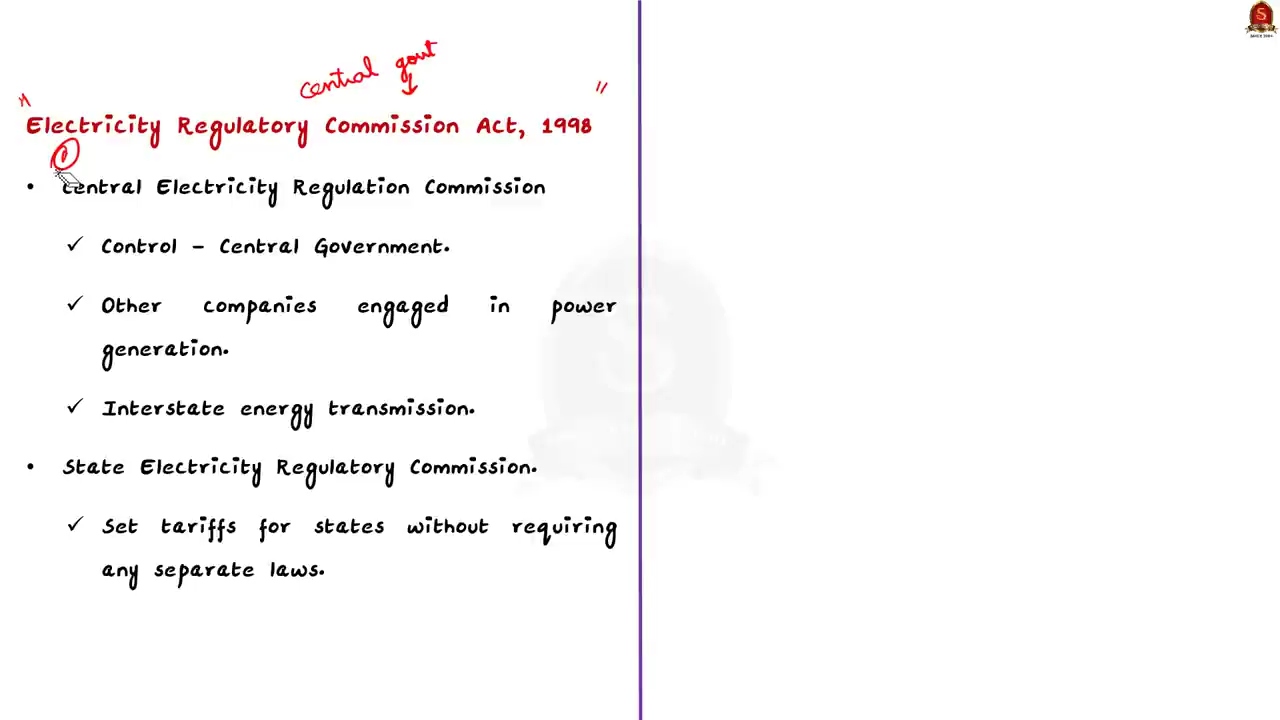 central govt
"Electricity Regulatory Commission Act, 1998"
①
• Central Electricity Regulation Commission
✓ Control – Central Government.
✓ Other companies engaged in power
generation.
✓ Interstate energy transmission.
• State Electricity Regulatory Commission.
✓ Set tariffs for states without requiring
any separate laws.